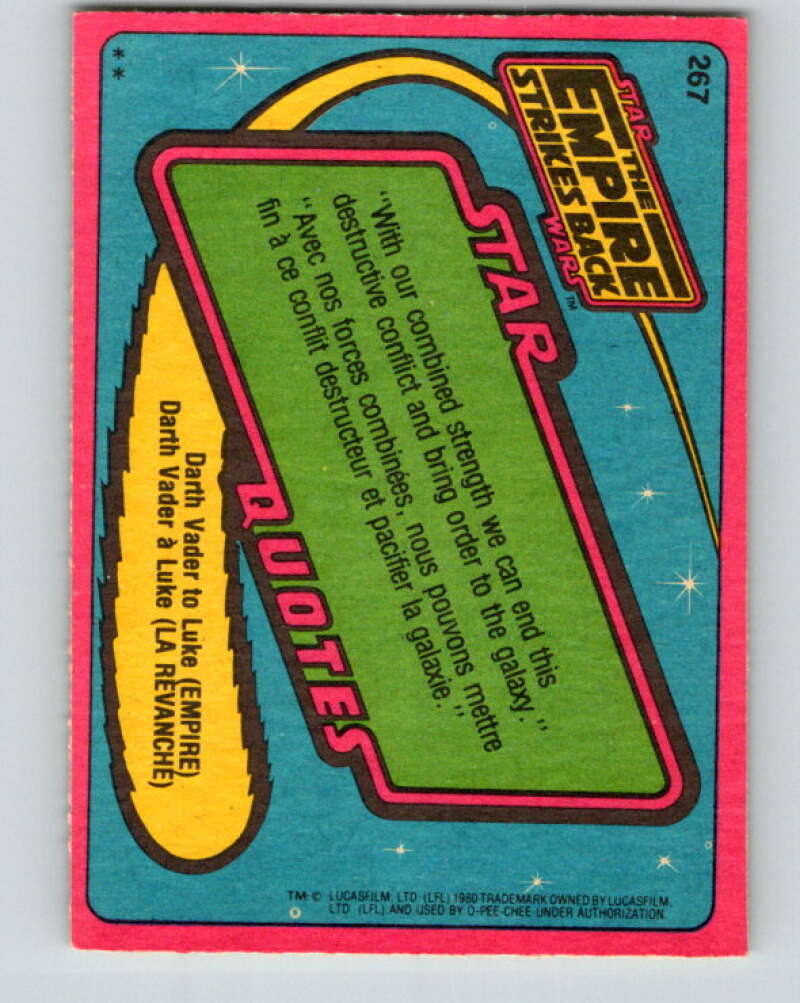 267
STAR
THE
EMPIRE
STRIKES BACK
WARS™
STAR
"With our combined strength we can end this
destructive conflict and bring order to the galaxy."
"Avec nos forces combinées, nous pouvons mettre
fin à ce conflit destructeur et pacifier la galaxie."
QUOTES
Darth Vader to Luke (EMPIRE)
Darth Vader à Luke (LA REVANCHE)
**
TM: © LUCASFILM, LTD (LFL) 1980 TRADEMARK OWNED BY LUCASFILM,
LTD (LFL) AND USED BY O-PEE-CHEE UNDER AUTHORIZATION.